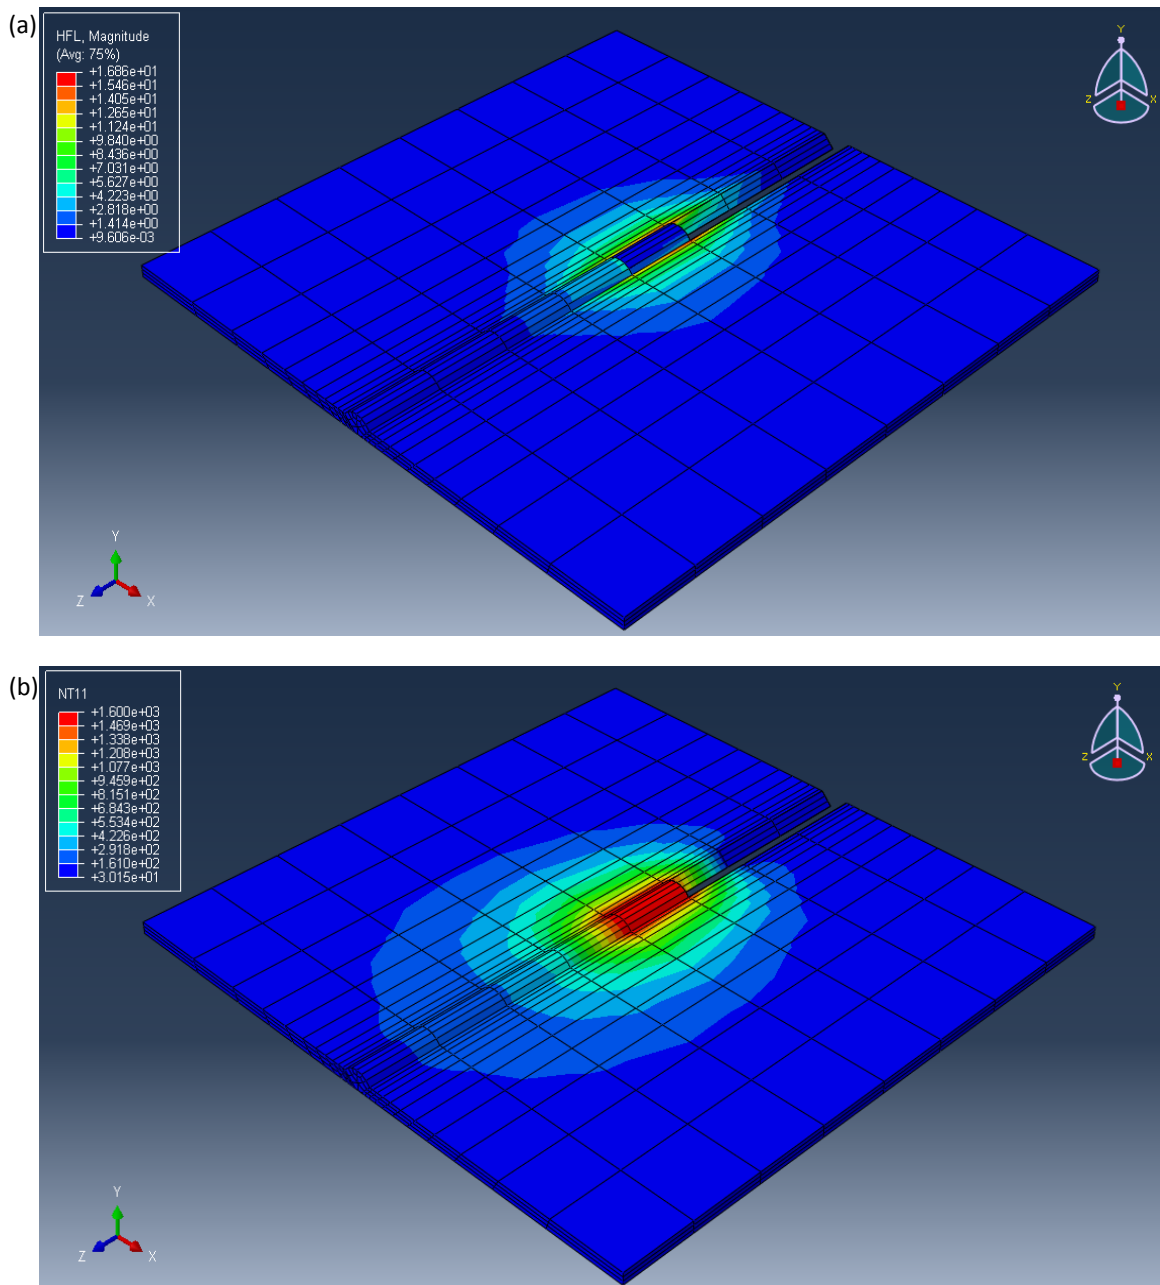 (a)
HFL, Magnitude
(Avg: 75%)
+1.686e+01
+1.546e+01
+1.405e+01
+1.265e+01
+1.124e+01
+9.840e+00
+8.436e+00
+7.031e+00
+5.627e+00
+4.223e+00
+2.818e+00
+1.414e+00
+9.606e-03
Y
Z
X
Y
Z
X
(b)
NT11
+1.600e+03
+1.469e+03
+1.338e+03
+1.208e+03
+1.077e+03
+9.459e+02
+8.151e+02
+6.843e+02
+5.534e+02
+4.226e+02
+2.918e+02
+1.610e+02
+3.015e+01
Y
Z
X
Y
Z
X